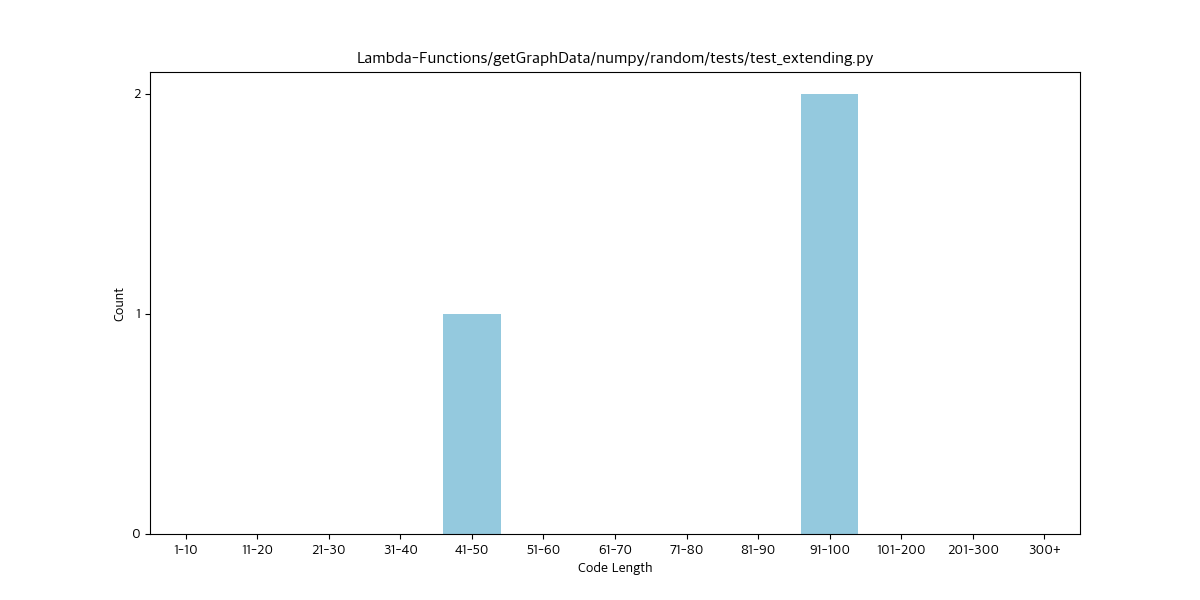 Lambda-Functions/getGraphData/numpy/random/tests/test_extending.py
2
1
0
Count
1-10 11-20 21-30 31-40 41-50 51-60 61-70 71-80 81-90 91-100 101-200 201-300 300+
Code Length